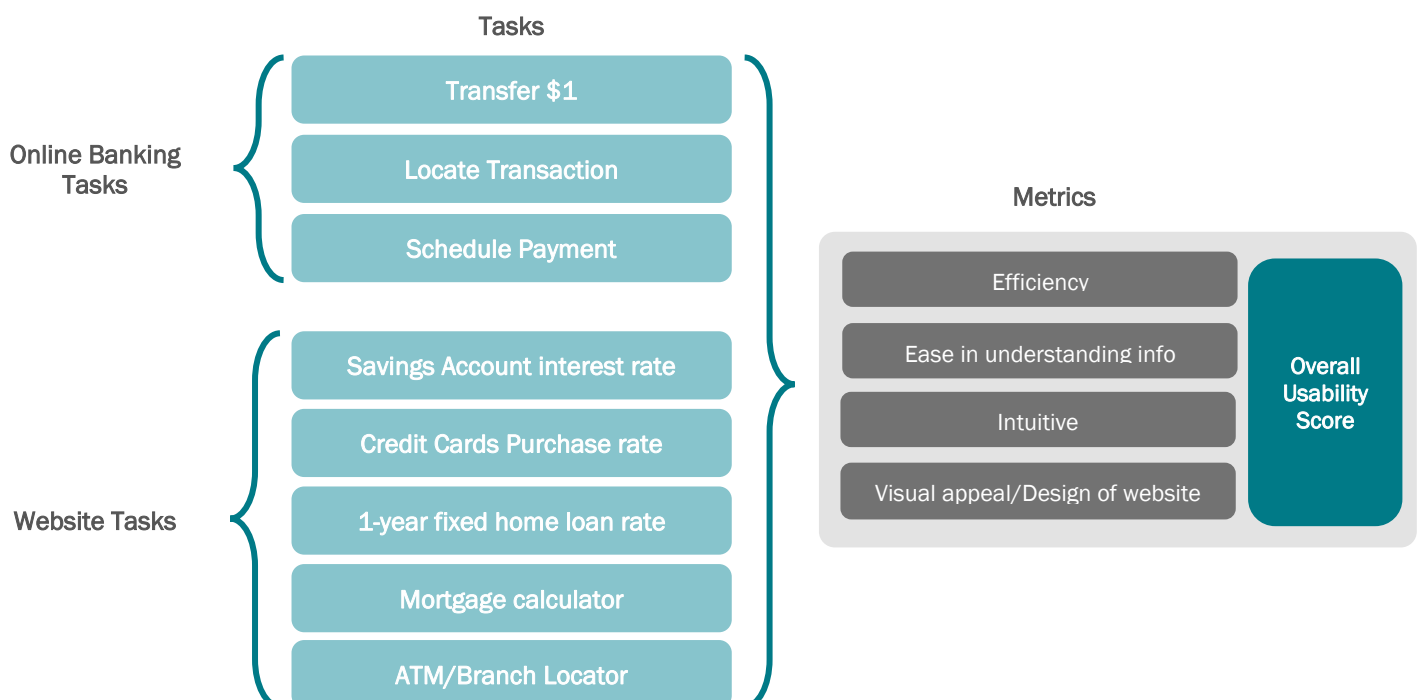 Tasks
Online Banking
Tasks
Transfer $1
Locate Transaction
Schedule Payment
Website Tasks
Savings Account interest rate
Credit Cards Purchase rate
1-year fixed home loan rate
Mortgage calculator
ATM/Branch Locator
Metrics
Efficiency
Ease in understanding info
Intuitive
Visual appeal/Design of website
Overall
Usability
Score